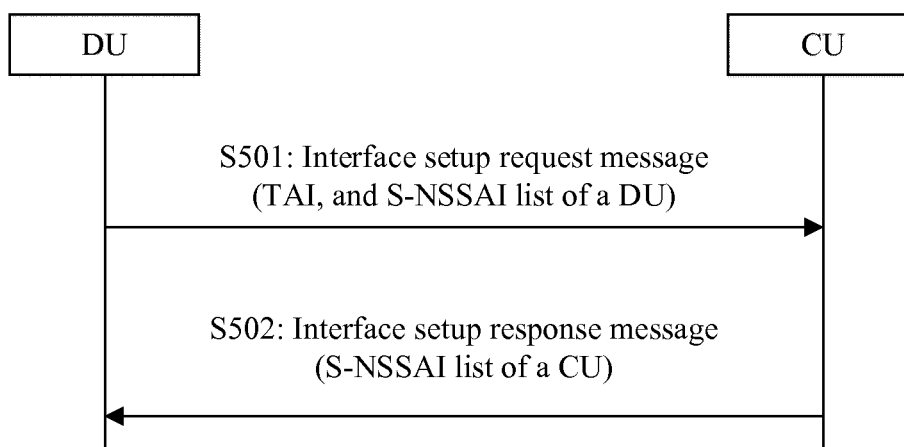 DU
CU
S501: Interface setup request message
(TAI, and S-NSSAI list of a DU)
S502: Interface setup response message
(S-NSSAI list of a CU)